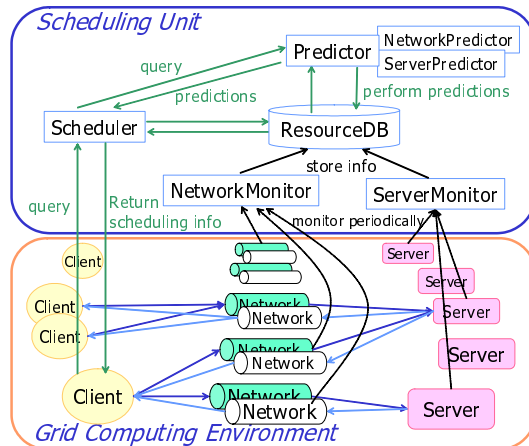 Scheduling Unit
NetworkPredictor
Predictor
ServerPredictor
query
predictions
perform predictions
Scheduler
ResourceDB
store info
NetworkMonitor
ServerMonitor
query
Return
scheduling info
monitor periodically
Client
Server
Server
Client
Network
Server
Network
Client
Network
Server
Network
Client
Network
Server
Network
Grid Computing Environment